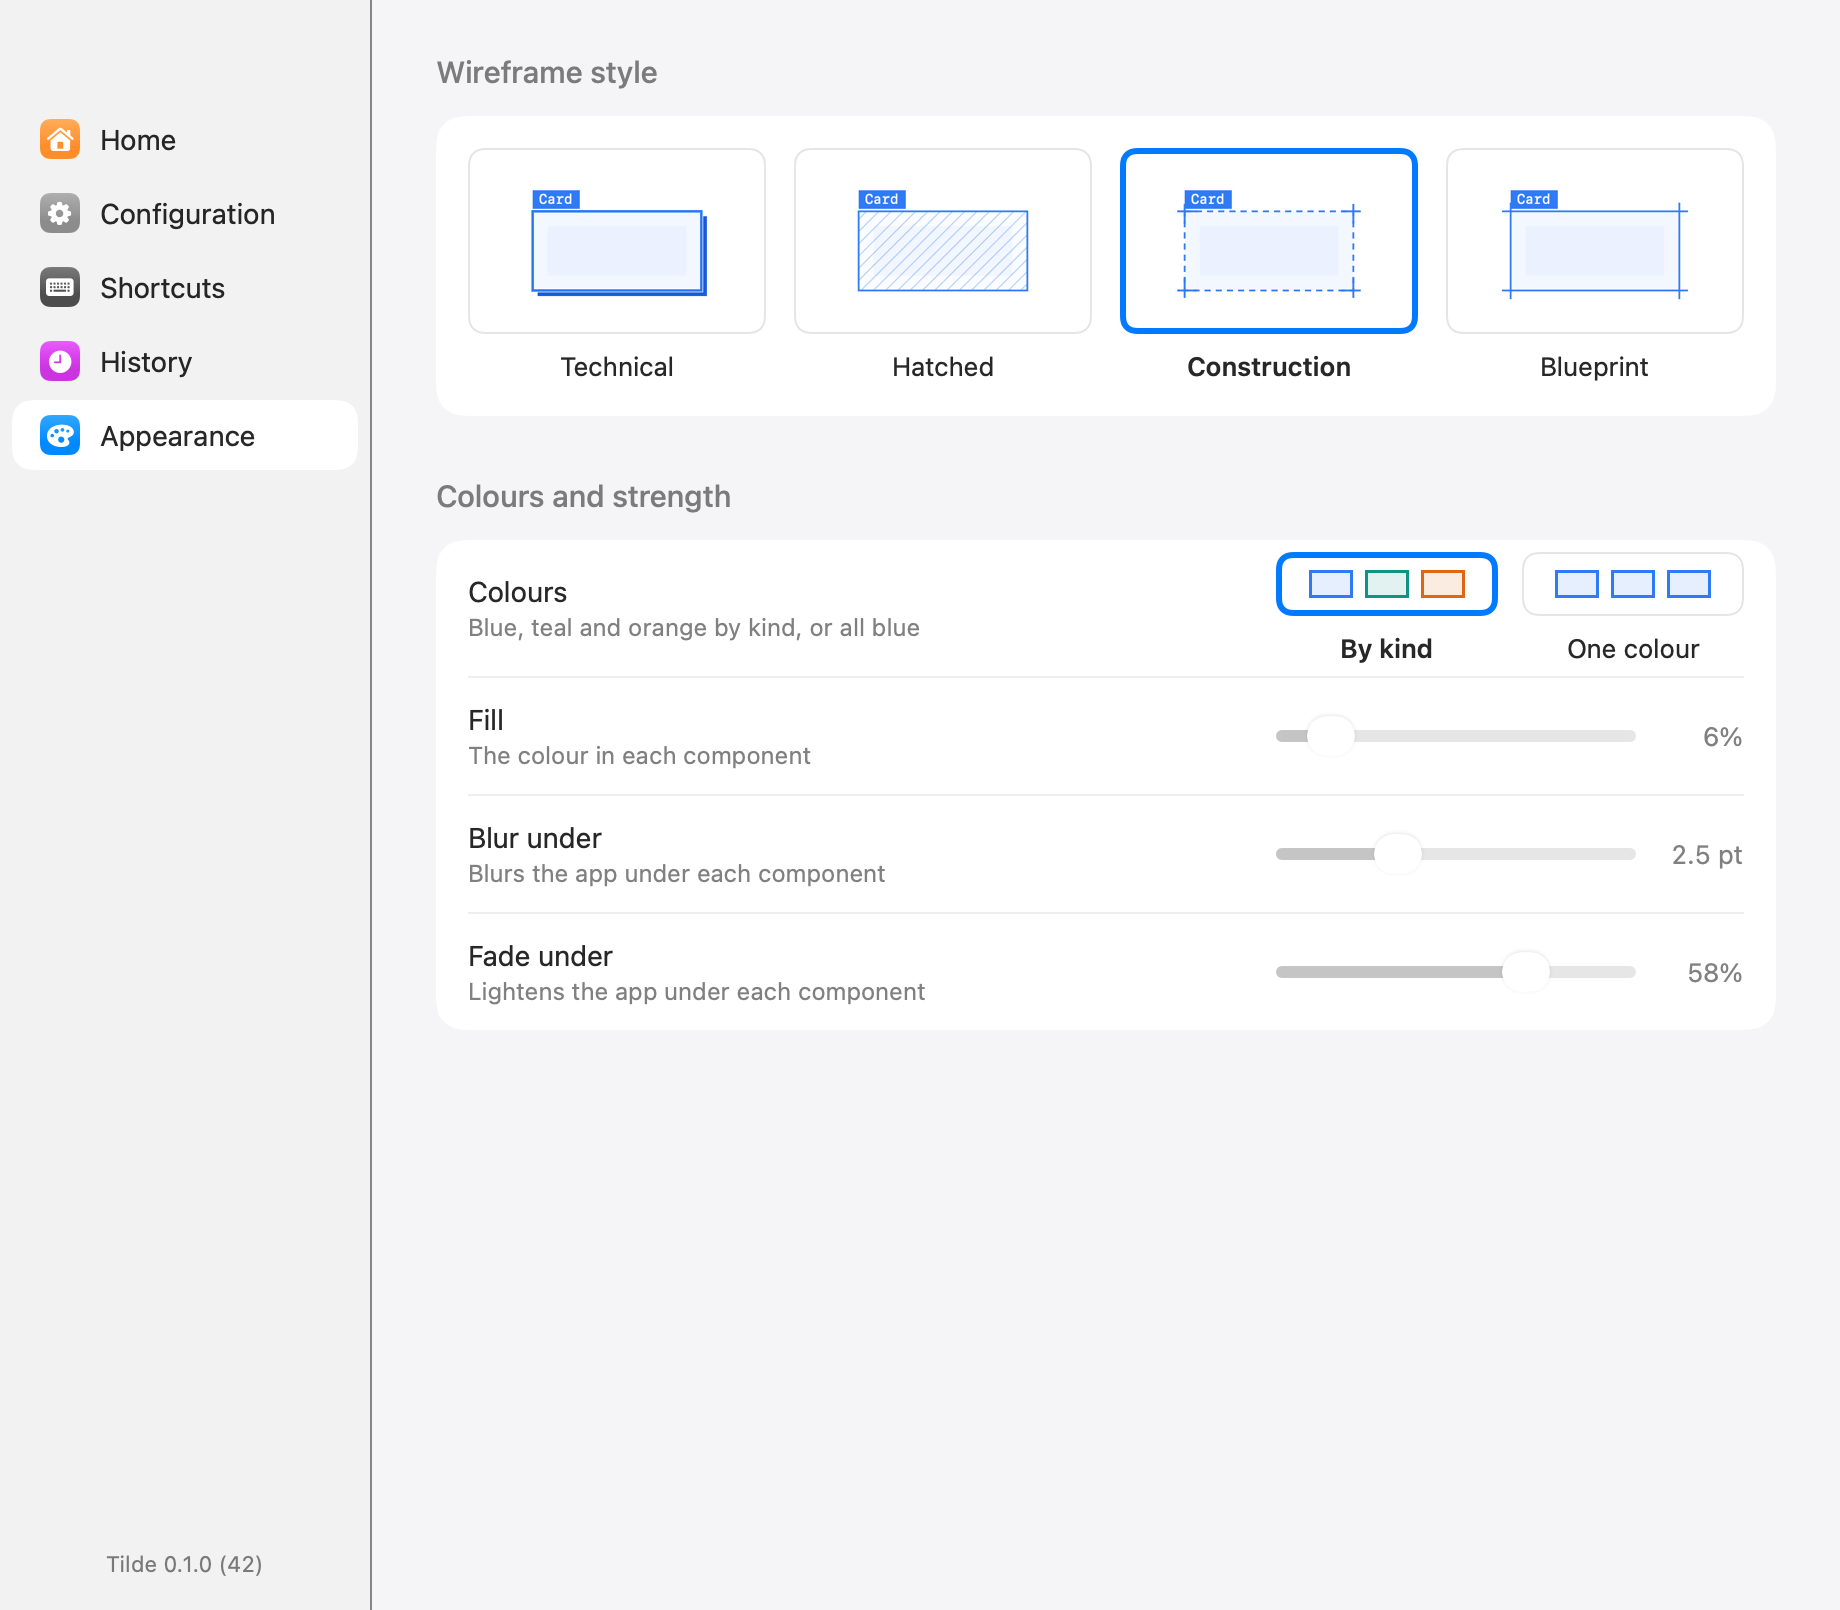 Home
Configuration
Shortcuts
History
Appearance
Tilde 0.1.0 (42)
Wireframe style
Card
Card
Card
Card
Technical
Hatched
Construction
Blueprint
Colours and strength
Colours
Blue, teal and orange by kind, or all blue
By kind
One colour
Fill
The colour in each component
6%
Blur under
Blurs the app under each component
2.5 pt
Fade under
Lightens the app under each component
58%